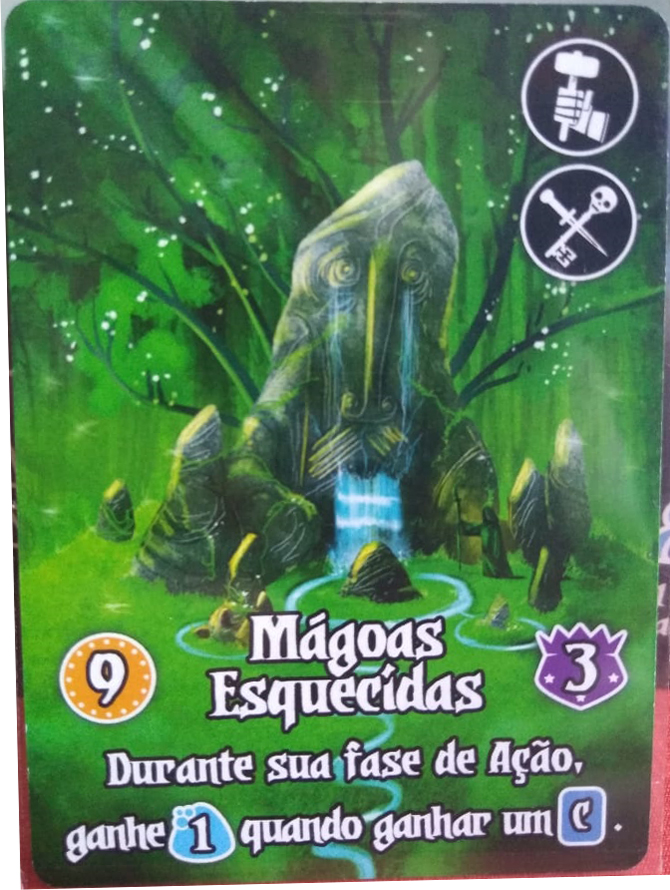 Mágoas
Esquecidas
9
3
Durante sua fase de Ação,
ganhe 1 quando ganhar um C.